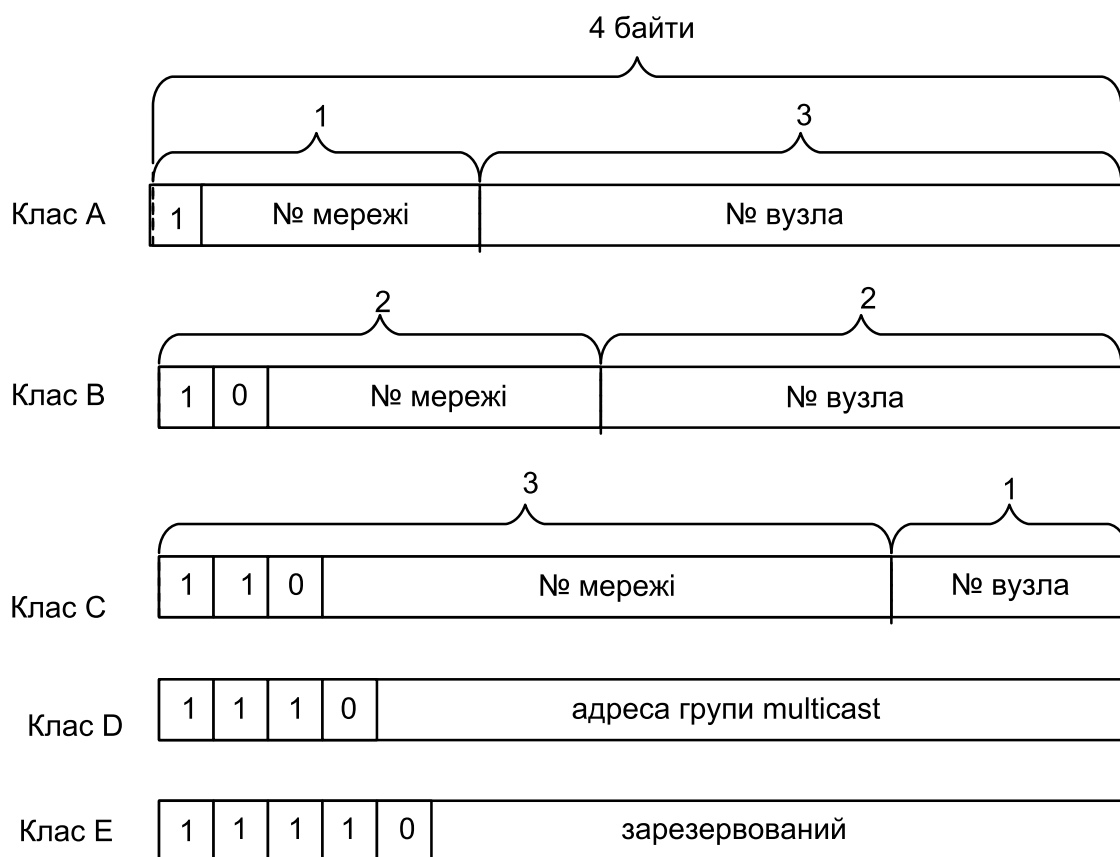 4 байти
1 3
Клас A 1 № мережі № вузла
2 2
Клас B 1 0 № мережі № вузла
3 1
Клас C 1 1 0 № мережі № вузла
Клас D 1 1 1 0 адреса групи multicast
Клас E 1 1 1 1 0 зарезервований